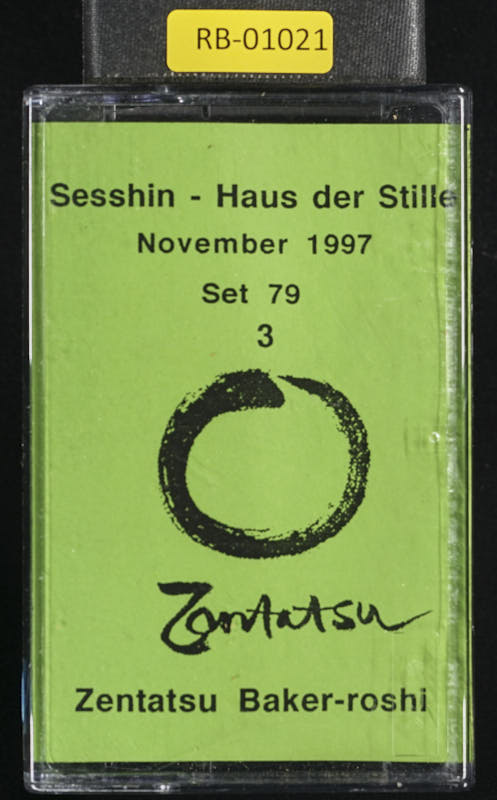 RB-01021
Sesshin - Haus der Stille
November 1997
Set 79
3
Zentatsu
Zentatsu Baker-roshi